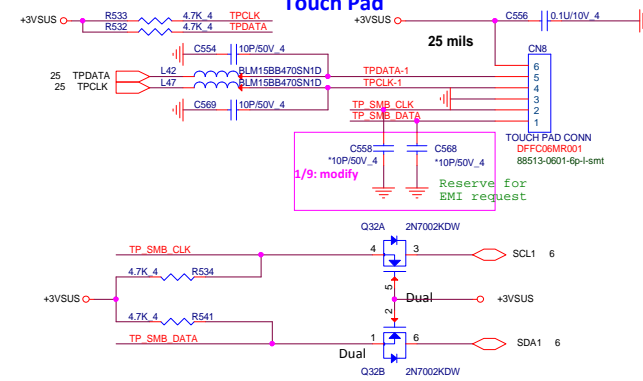 Touch Pad
+3VSUS R533 4.7K_4 TPCLK
R532 4.7K_4 TPDATA
+3VSUS C556 0.1U/10V_4
25 mils
CN8
C554 10P/50V_4
25 TPDATA L42 BLM15BB470SN1D TPDATA-1
25 TPCLK L47 BLM15BB470SN1D TPCLK-1
C569 10P/50V_4
TP_SMB_CLK
TP_SMB_DATA
6
5
4
3
2
1
TOUCH PAD CONN
DFFC06MR001
88513-0601-6p-l-smt
C558 C568
*10P/50V_4 *10P/50V_4
1/9: modify
Reserve for
EMI request
Q32A 2N7002KDW
TP_SMB_CLK 4 3 SCL1 6
4.7K_4 R534
5
+3VSUS Dual +3VSUS
2
4.7K_4 R541
TP_SMB_DATA 1 6 SDA1 6
Dual
Q32B 2N7002KDW